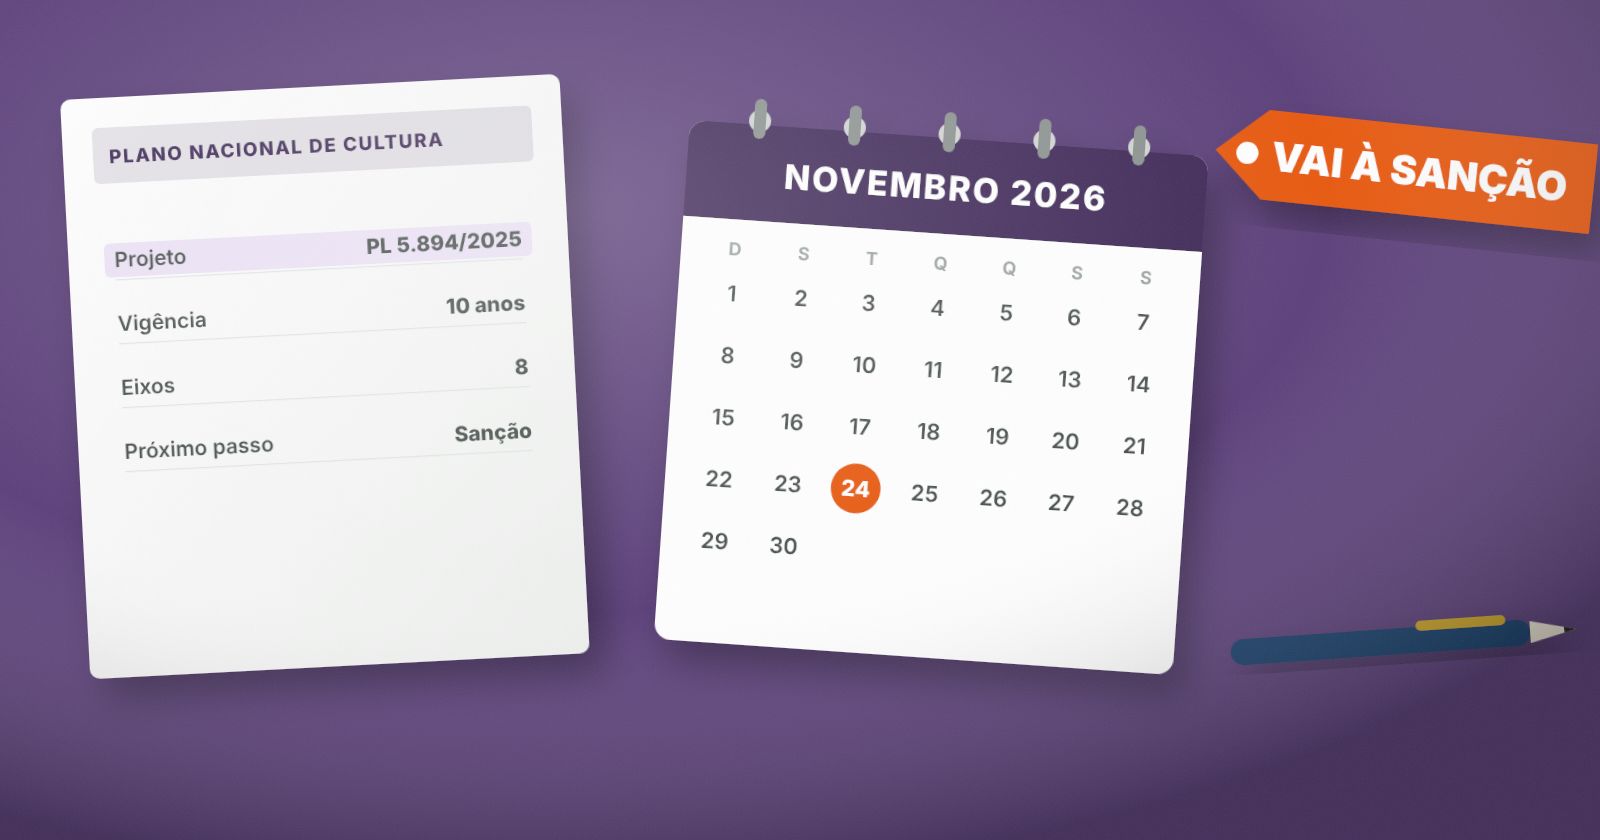 PLANO NACIONAL DE CULTURA
Projeto PL 5.894/2025
Vigência 10 anos
Eixos 8
Próximo passo Sanção
NOVEMBRO 2026
D S T Q Q S S
1 2 3 4 5 6 7
8 9 10 11 12 13 14
15 16 17 18 19 20 21
22 23 24 25 26 27 28
29 30
VAI À SANÇÃO